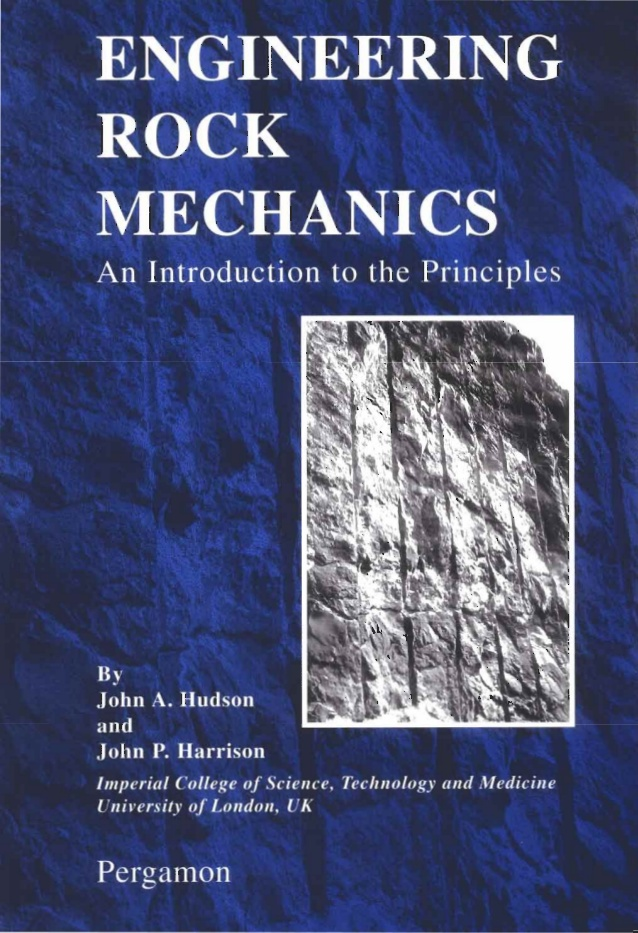 ENGINEERING
ROCK
MECHANICS
An Introduction to the Principles
By
John A. Hudson
and
John P. Harrison
Imperial College of Science, Technology and Medicine
University of London, UK
Pergamon